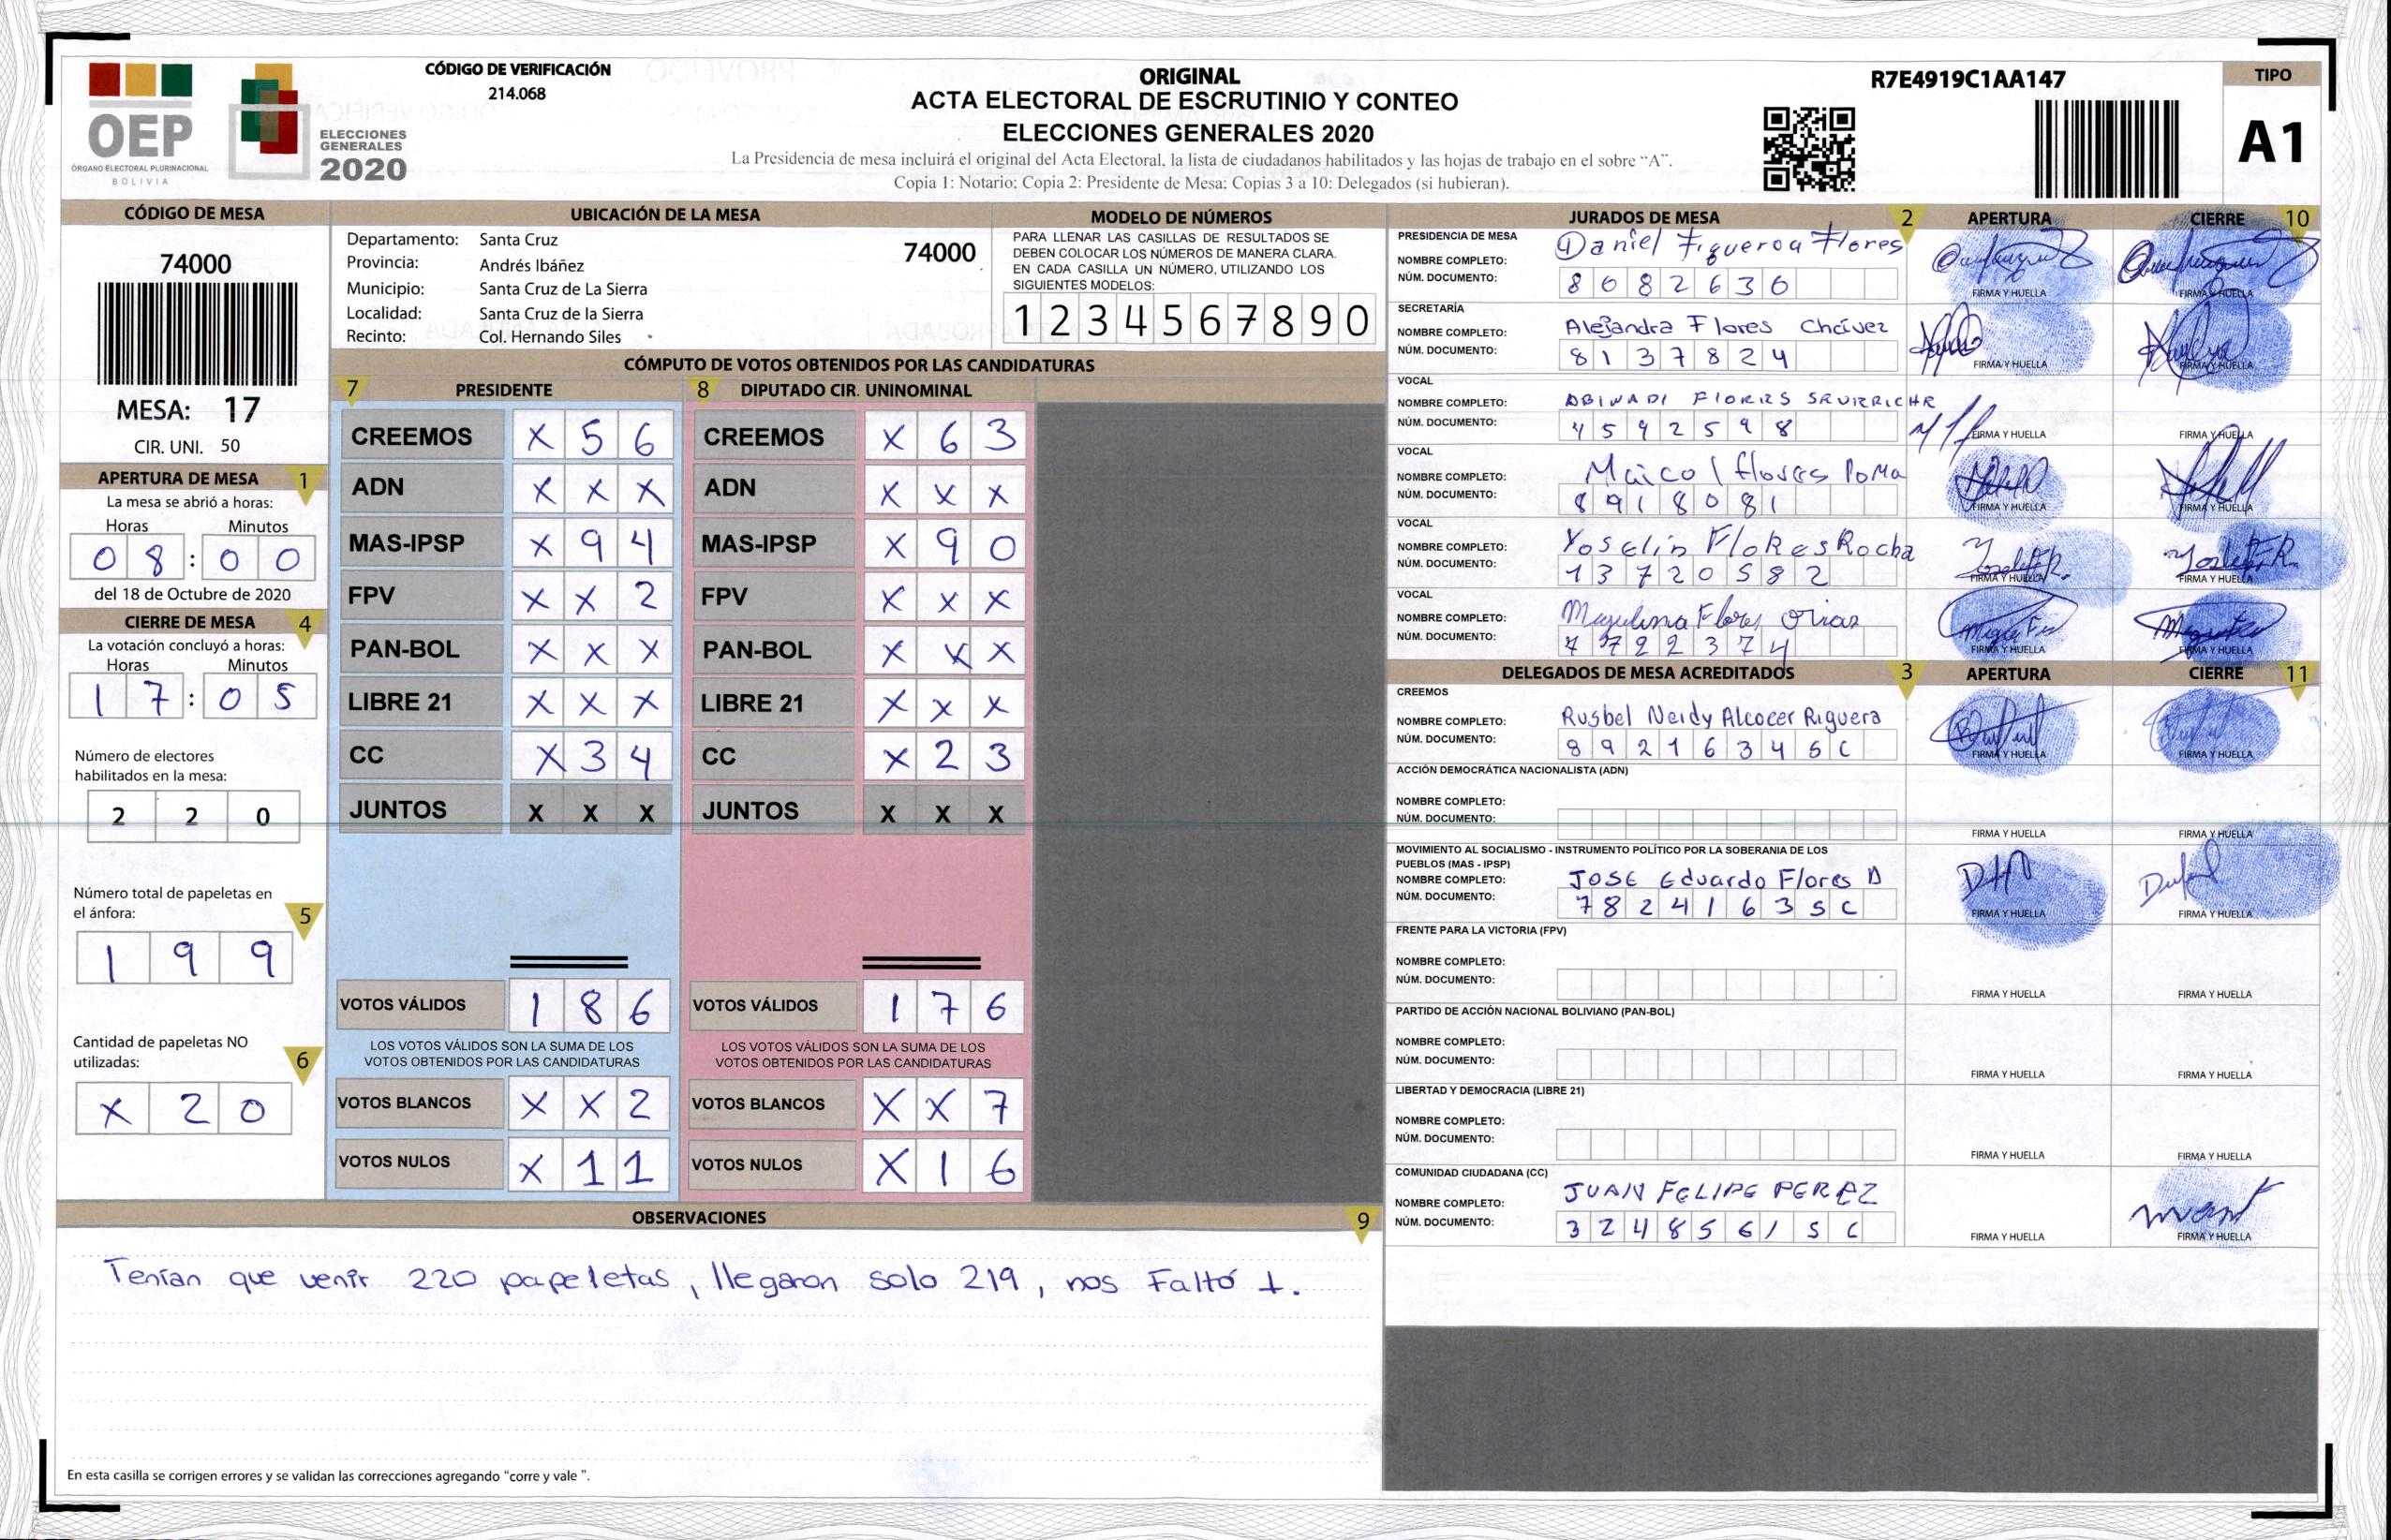 OEP
ÓRGANO ELECTORAL PLURINACIONAL
BOLIVIA
ELECCIONES
GENERALES
2020
CÓDIGO DE VERIFICACIÓN
214.068
ORIGINAL
ACTA ELECTORAL DE ESCRUTINIO Y CONTEO
ELECCIONES GENERALES 2020
La Presidencia de mesa incluirá el original del Acta Electoral, la lista de ciudadanos habilitados y las hojas de trabajo en el sobre “A”.
Copia 1: Notario; Copia 2: Presidente de Mesa; Copias 3 a 10: Delegados (si hubieran).
R7E4919C1AA147
TIPO
A1
CÓDIGO DE MESA
74000
MESA: 17
CIR. UNI. 50
APERTURA DE MESA 1
La mesa se abrió a horas:
Horas Minutos
08:00
del 18 de Octubre de 2020
CIERRE DE MESA 4
La votación concluyó a horas:
Horas Minutos
17:05
Número de electores
habilitados en la mesa:
2 2 0
Número total de papeletas en
el ánfora: 5
1 9 9
Cantidad de papeletas NO
utilizadas: 6
X 2 0
UBICACIÓN DE LA MESA
Departamento: Santa Cruz 74000
Provincia: Andrés Ibáñez
Municipio: Santa Cruz de La Sierra
Localidad: Santa Cruz de la Sierra
Recinto: Col. Hernando Siles
MODELO DE NÚMEROS
PARA LLENAR LAS CASILLAS DE RESULTADOS SE
DEBEN COLOCAR LOS NÚMEROS DE MANERA CLARA.
EN CADA CASILLA UN NÚMERO, UTILIZANDO LOS
SIGUIENTES MODELOS:
1 2 3 4 5 6 7 8 9 0
CÓMPUTO DE VOTOS OBTENIDOS POR LAS CANDIDATURAS
7 PRESIDENTE
CREEMOS X 5 6
ADN X X X
MAS-IPSP X 9 4
FPV X X 2
PAN-BOL X X X
LIBRE 21 X X X
CC X 3 4
JUNTOS X X X
VOTOS VÁLIDOS 1 8 6
LOS VOTOS VÁLIDOS SON LA SUMA DE LOS
VOTOS OBTENIDOS POR LAS CANDIDATURAS
VOTOS BLANCOS X X 2
VOTOS NULOS X 1 1
8 DIPUTADO CIR. UNINOMINAL
CREEMOS X 6 3
ADN X X X
MAS-IPSP X 9 0
FPV X X X
PAN-BOL X X X
LIBRE 21 X X X
CC X 2 3
JUNTOS X X X
VOTOS VÁLIDOS 1 7 6
LOS VOTOS VÁLIDOS SON LA SUMA DE LOS
VOTOS OBTENIDOS POR LAS CANDIDATURAS
VOTOS BLANCOS X X 7
VOTOS NULOS X 1 6
OBSERVACIONES 9
Tenían que venir 220 papeletas, llegaron solo 219, nos Faltó 1.
En esta casilla se corrigen errores y se validan las correcciones agregando “corre y vale ”.
JURADOS DE MESA 2 APERTURA CIERRE 10
PRESIDENCIA DE MESA
NOMBRE COMPLETO: Daniel Figueroa Flores
NÚM. DOCUMENTO: 8082630
FIRMA Y HUELLA FIRMA Y HUELLA
SECRETARÍA
NOMBRE COMPLETO: Alejandra Flores Chávez
NÚM. DOCUMENTO: 8137824
FIRMA Y HUELLA FIRMA Y HUELLA
VOCAL
NOMBRE COMPLETO: FLORES
NÚM. DOCUMENTO: 4592598
FIRMA Y HUELLA FIRMA Y HUELLA
VOCAL
NOMBRE COMPLETO: Maicol flores Poma
NÚM. DOCUMENTO: 8918081
FIRMA Y HUELLA FIRMA Y HUELLA
VOCAL
NOMBRE COMPLETO: Yoselin Flores Rocha
NÚM. DOCUMENTO: 13720582
FIRMA Y HUELLA FIRMA Y HUELLA
VOCAL
NOMBRE COMPLETO: Flores
NÚM. DOCUMENTO: 7722374
FIRMA Y HUELLA FIRMA Y HUELLA
DELEGADOS DE MESA ACREDITADOS 3 APERTURA CIERRE 11
CREEMOS
NOMBRE COMPLETO: Rusbel Neidy Alcocer Riguera
NÚM. DOCUMENTO: 8921634SC
FIRMA Y HUELLA FIRMA Y HUELLA
ACCIÓN DEMOCRÁTICA NACIONALISTA (ADN)
NOMBRE COMPLETO:
NÚM. DOCUMENTO:
FIRMA Y HUELLA FIRMA Y HUELLA
MOVIMIENTO AL SOCIALISMO - INSTRUMENTO POLÍTICO POR LA SOBERANIA DE LOS
PUEBLOS (MAS - IPSP)
NOMBRE COMPLETO: JOSE Eduardo Flores D
NÚM. DOCUMENTO: 7824163SC
FIRMA Y HUELLA FIRMA Y HUELLA
FRENTE PARA LA VICTORIA (FPV)
NOMBRE COMPLETO:
NÚM. DOCUMENTO:
FIRMA Y HUELLA FIRMA Y HUELLA
PARTIDO DE ACCIÓN NACIONAL BOLIVIANO (PAN-BOL)
NOMBRE COMPLETO:
NÚM. DOCUMENTO:
FIRMA Y HUELLA FIRMA Y HUELLA
LIBERTAD Y DEMOCRACIA (LIBRE 21)
NOMBRE COMPLETO:
NÚM. DOCUMENTO:
FIRMA Y HUELLA FIRMA Y HUELLA
COMUNIDAD CIUDADANA (CC)
NOMBRE COMPLETO: JUAN FELIPE PEREZ
NÚM. DOCUMENTO: 3248561SC
FIRMA Y HUELLA FIRMA Y HUELLA